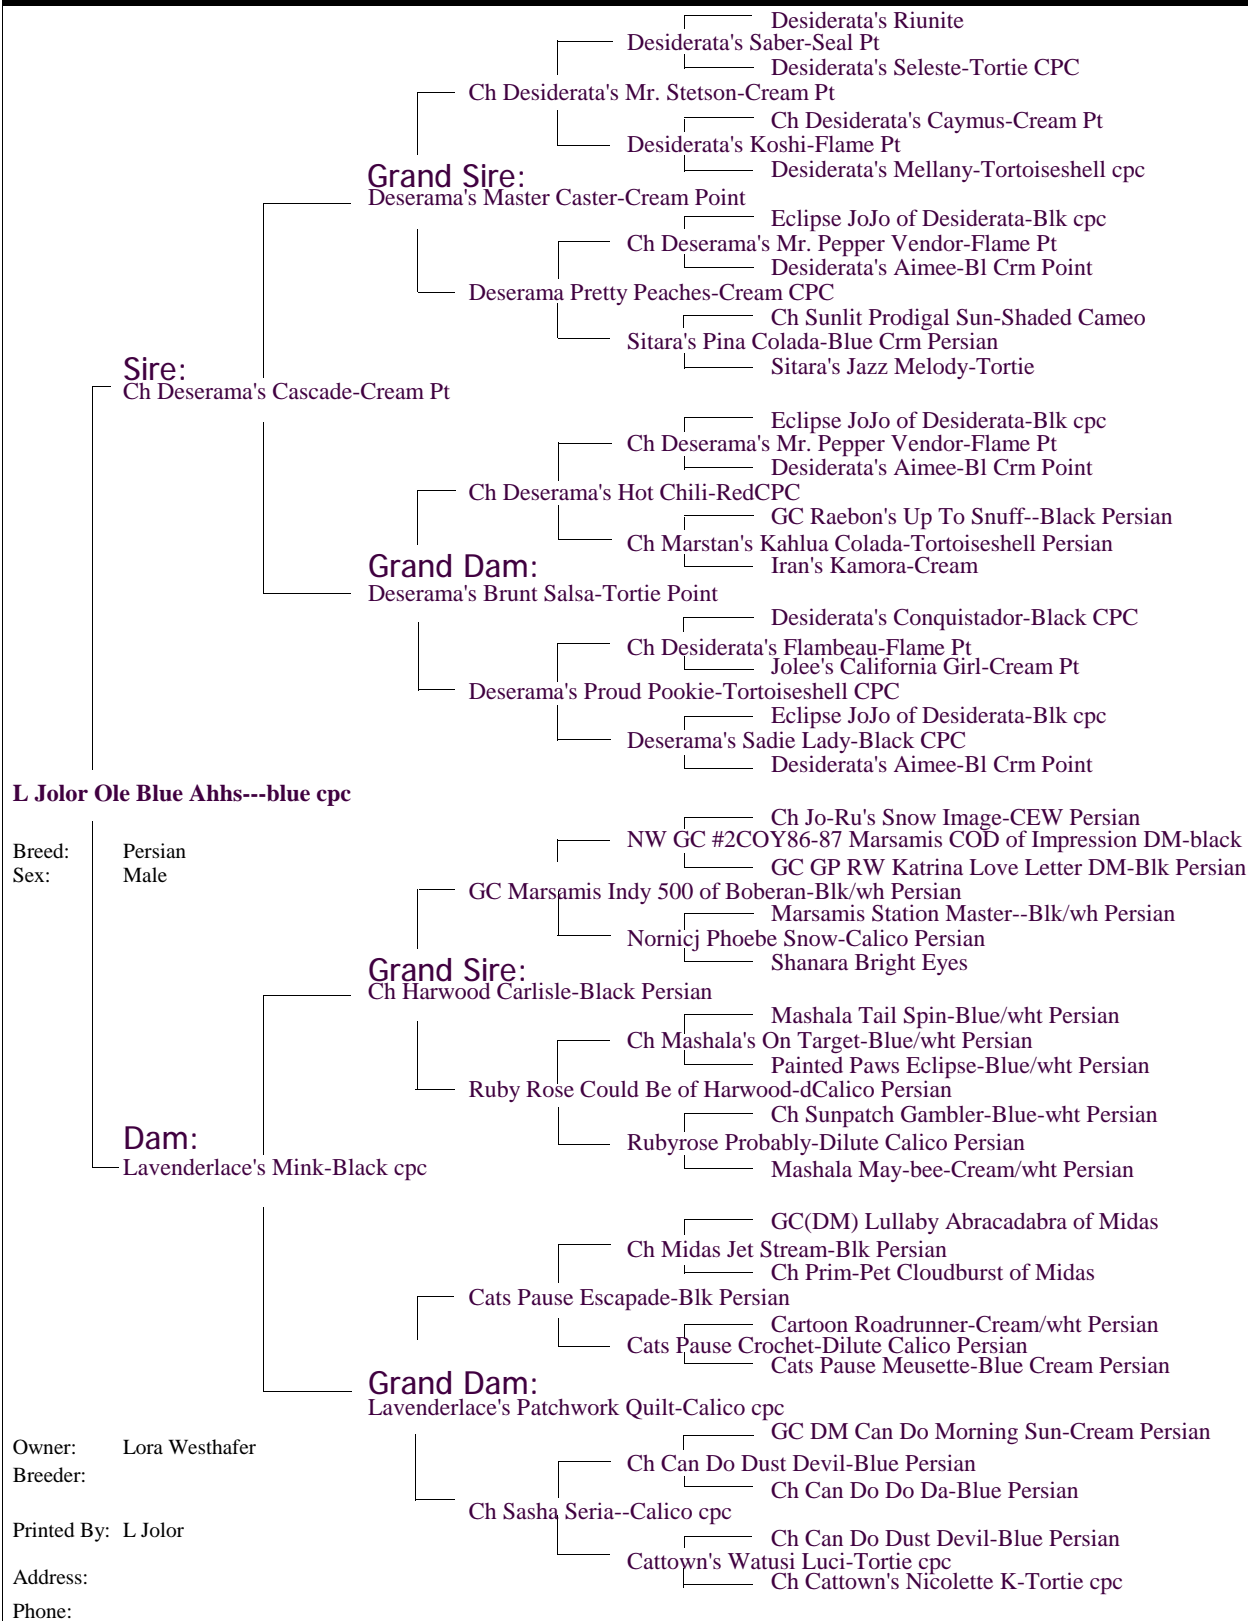 Desiderata's Riunite
Desiderata's Saber-Seal Pt
Desiderata's Seleste-Tortie CPC
Ch Desiderata's Mr. Stetson-Cream Pt
Ch Desiderata's Caymus-Cream Pt
Desiderata's Koshi-Flame Pt
Desiderata's Mellany-Tortoiseshell cpc
Grand Sire:
Deserama's Master Caster-Cream Point
Eclipse JoJo of Desiderata-Blk cpc
Ch Deserama's Mr. Pepper Vendor-Flame Pt
Desiderata's Aimee-Bl Crm Point
Deserama Pretty Peaches-Cream CPC
Ch Sunlit Prodigal Sun-Shaded Cameo
Sitara's Pina Colada-Blue Crm Persian
Sitara's Jazz Melody-Tortie
Sire:
Ch Deserama's Cascade-Cream Pt
Eclipse JoJo of Desiderata-Blk cpc
Ch Deserama's Mr. Pepper Vendor-Flame Pt
Desiderata's Aimee-Bl Crm Point
Ch Deserama's Hot Chili-RedCPC
GC Raebon's Up To Snuff--Black Persian
Ch Marstan's Kahlua Colada-Tortoiseshell Persian
Iran's Kamora-Cream
Grand Dam:
Deserama's Brunt Salsa-Tortie Point
Desiderata's Conquistador-Black CPC
Ch Desiderata's Flambeau-Flame Pt
Jolee's California Girl-Cream Pt
Deserama's Proud Pookie-Tortoiseshell CPC
Eclipse JoJo of Desiderata-Blk cpc
Deserama's Sadie Lady-Black CPC
Desiderata's Aimee-Bl Crm Point
L Jolor Ole Blue Ahhs---blue cpc
Breed: Persian
Sex: Male
Ch Jo-Ru's Snow Image-CEW Persian
NW GC #2COY86-87 Marsamis COD of Impression DM-black
GC GP RW Katrina Love Letter DM-Blk Persian
GC Marsamis Indy 500 of Boberan-Blk/wh Persian
Marsamis Station Master--Blk/wh Persian
Nornicj Phoebe Snow-Calico Persian
Shanara Bright Eyes
Grand Sire:
Ch Harwood Carlisle-Black Persian
Mashala Tail Spin-Blue/wht Persian
Ch Mashala's On Target-Blue/wht Persian
Painted Paws Eclipse-Blue/wht Persian
Ruby Rose Could Be of Harwood-dCalico Persian
Ch Sunpatch Gambler-Blue-wht Persian
Rubyrose Probably-Dilute Calico Persian
Mashala May-bee-Cream/wht Persian
Dam:
Lavenderlace's Mink-Black cpc
GC(DM) Lullaby Abracadabra of Midas
Ch Midas Jet Stream-Blk Persian
Ch Prim-Pet Cloudburst of Midas
Cats Pause Escapade-Blk Persian
Cartoon Roadrunner-Cream/wht Persian
Cats Pause Crochet-Dilute Calico Persian
Cats Pause Meusette-Blue Cream Persian
Grand Dam:
Lavenderlace's Patchwork Quilt-Calico cpc
GC DM Can Do Morning Sun-Cream Persian
Ch Can Do Dust Devil-Blue Persian
Ch Can Do Do Da-Blue Persian
Ch Sasha Seria--Calico cpc
Ch Can Do Dust Devil-Blue Persian
Cattown's Watusi Luci-Tortie cpc
Ch Cattown's Nicolette K-Tortie cpc
Owner: Lora Westhafer
Breeder:
Printed By: L Jolor
Address:
Phone: